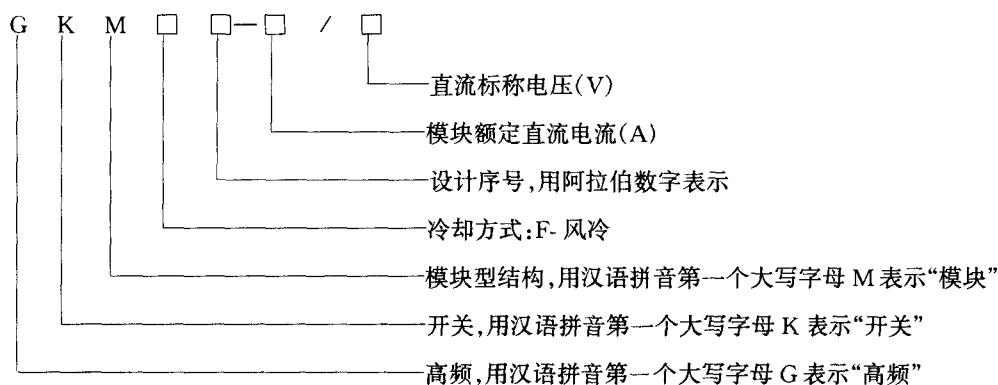 G K M □ □-□ / □
直流标称电压(V)
模块额定直流电流(A)
设计序号,用阿拉伯数字表示
冷却方式:F- 风冷
模块型结构,用汉语拼音第一个大写字母 M 表示“模块”
开关,用汉语拼音第一个大写字母 K 表示“开关”
高频,用汉语拼音第一个大写字母 G 表示“高频”